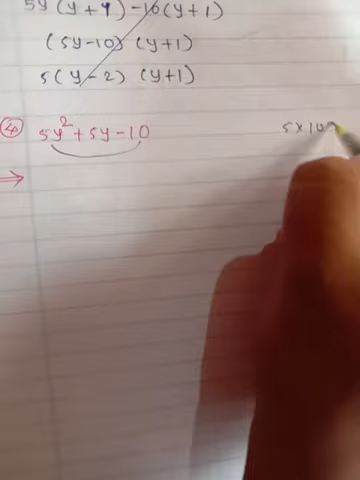 5y(y+1)-10(y+1)
(5y-10) (y+1)
5(y-2) (y+1)
④ 5y²+5y-10
5×10
⇒